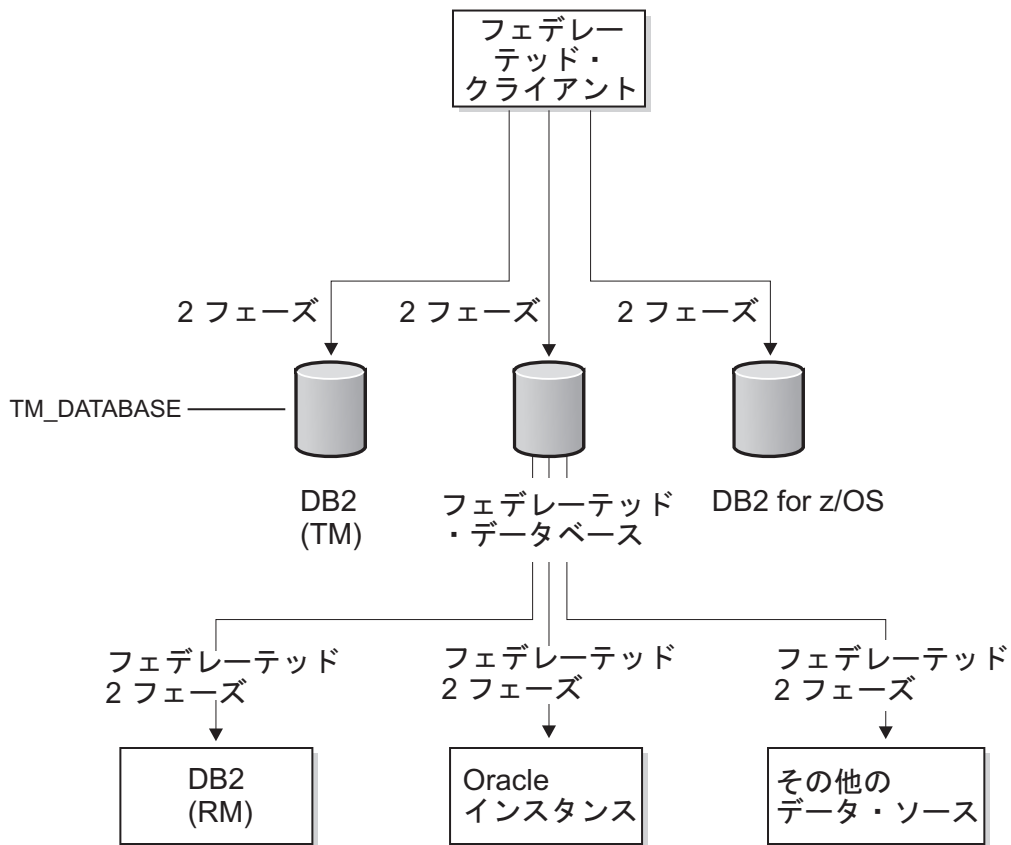 フェデレー
テッド・
クライアント
2 フェーズ
2 フェーズ
2 フェーズ
TM_DATABASE
DB2
(TM)
フェデレーテッド
・データベース
DB2 for z/OS
フェデレーテッド
2 フェーズ
フェデレーテッド
2 フェーズ
フェデレーテッド
2 フェーズ
DB2
(RM)
Oracle
インスタンス
その他の
データ・ソース